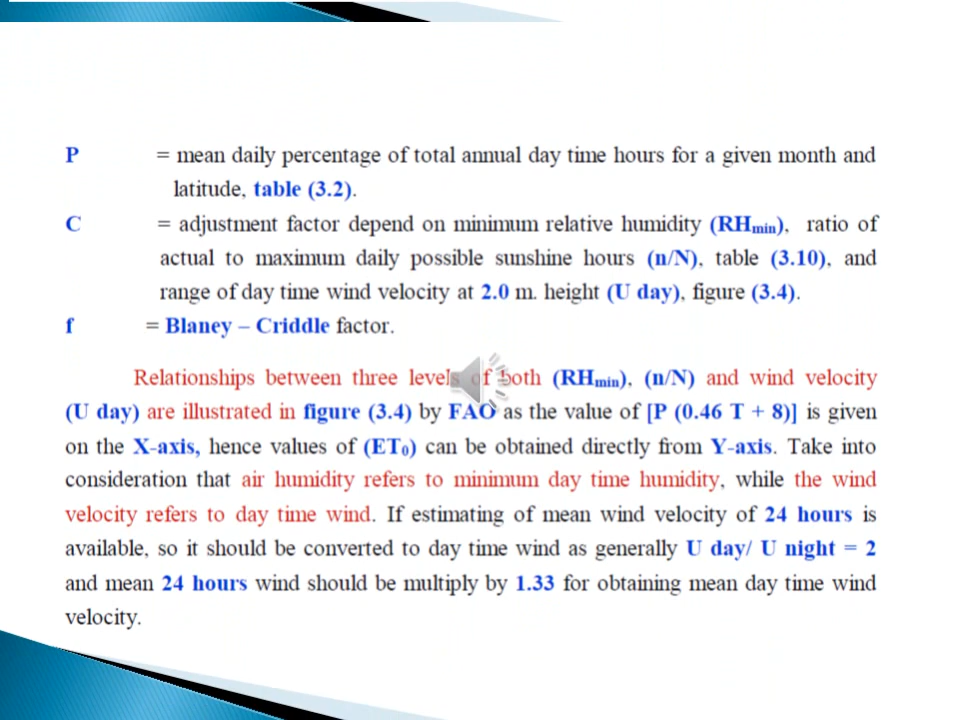 P = mean daily percentage of total annual day time hours for a given month and
latitude, table (3.2).
C = adjustment factor depend on minimum relative humidity (RHmin), ratio of
actual to maximum daily possible sunshine hours (n/N), table (3.10), and
range of day time wind velocity at 2.0 m. height (U day), figure (3.4).
f = Blaney – Criddle factor.
Relationships between three levels of both (RHmin), (n/N) and wind velocity
(U day) are illustrated in figure (3.4) by FAO as the value of [P (0.46 T + 8)] is given
on the X-axis, hence values of (ET0) can be obtained directly from Y-axis. Take into
consideration that air humidity refers to minimum day time humidity, while the wind
velocity refers to day time wind. If estimating of mean wind velocity of 24 hours is
available, so it should be converted to day time wind as generally U day/ U night = 2
and mean 24 hours wind should be multiply by 1.33 for obtaining mean day time wind
velocity.